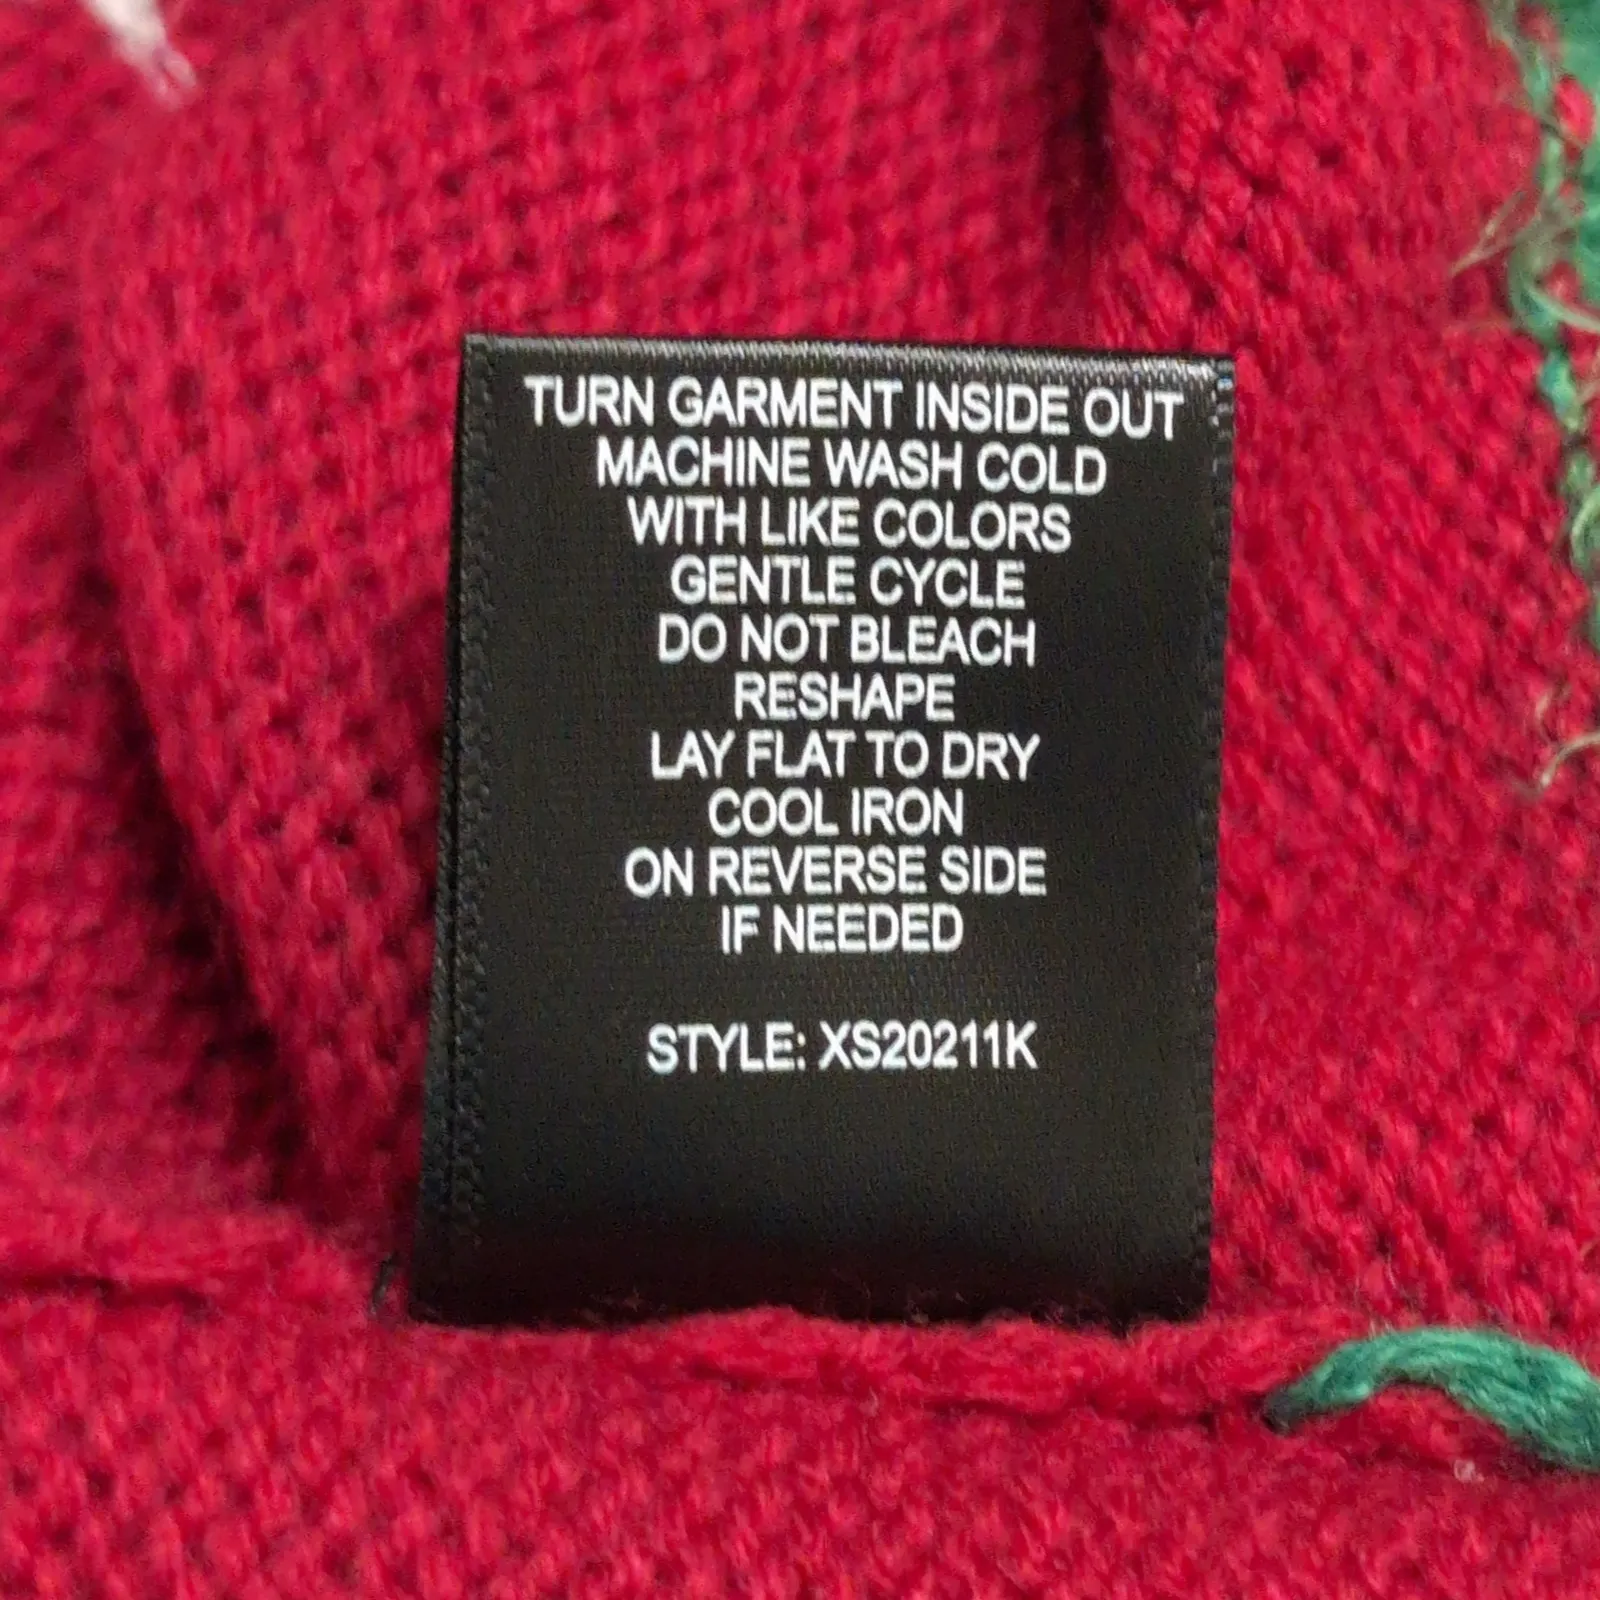 TURN GARMENT INSIDE OUT
MACHINE WASH COLD
WITH LIKE COLORS
GENTLE CYCLE
DO NOT BLEACH
RESHAPE
LAY FLAT TO DRY
COOL IRON
ON REVERSE SIDE
IF NEEDED
STYLE: XS20211K